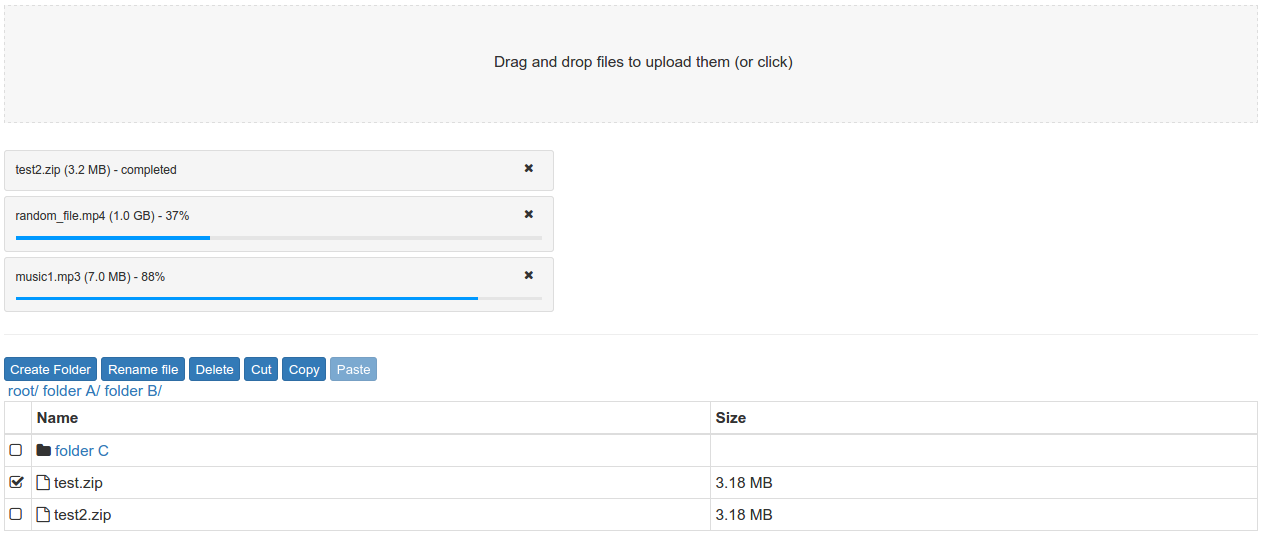 Drag and drop files to upload them (or click)
test2.zip (3.2 MB) - completed
random_file.mp4 (1.0 GB) - 37%
music1.mp3 (7.0 MB) - 88%
Create Folder Rename file Delete Cut Copy Paste
root/ folder A/ folder B/
Name Size
folder C
test.zip 3.18 MB
test2.zip 3.18 MB